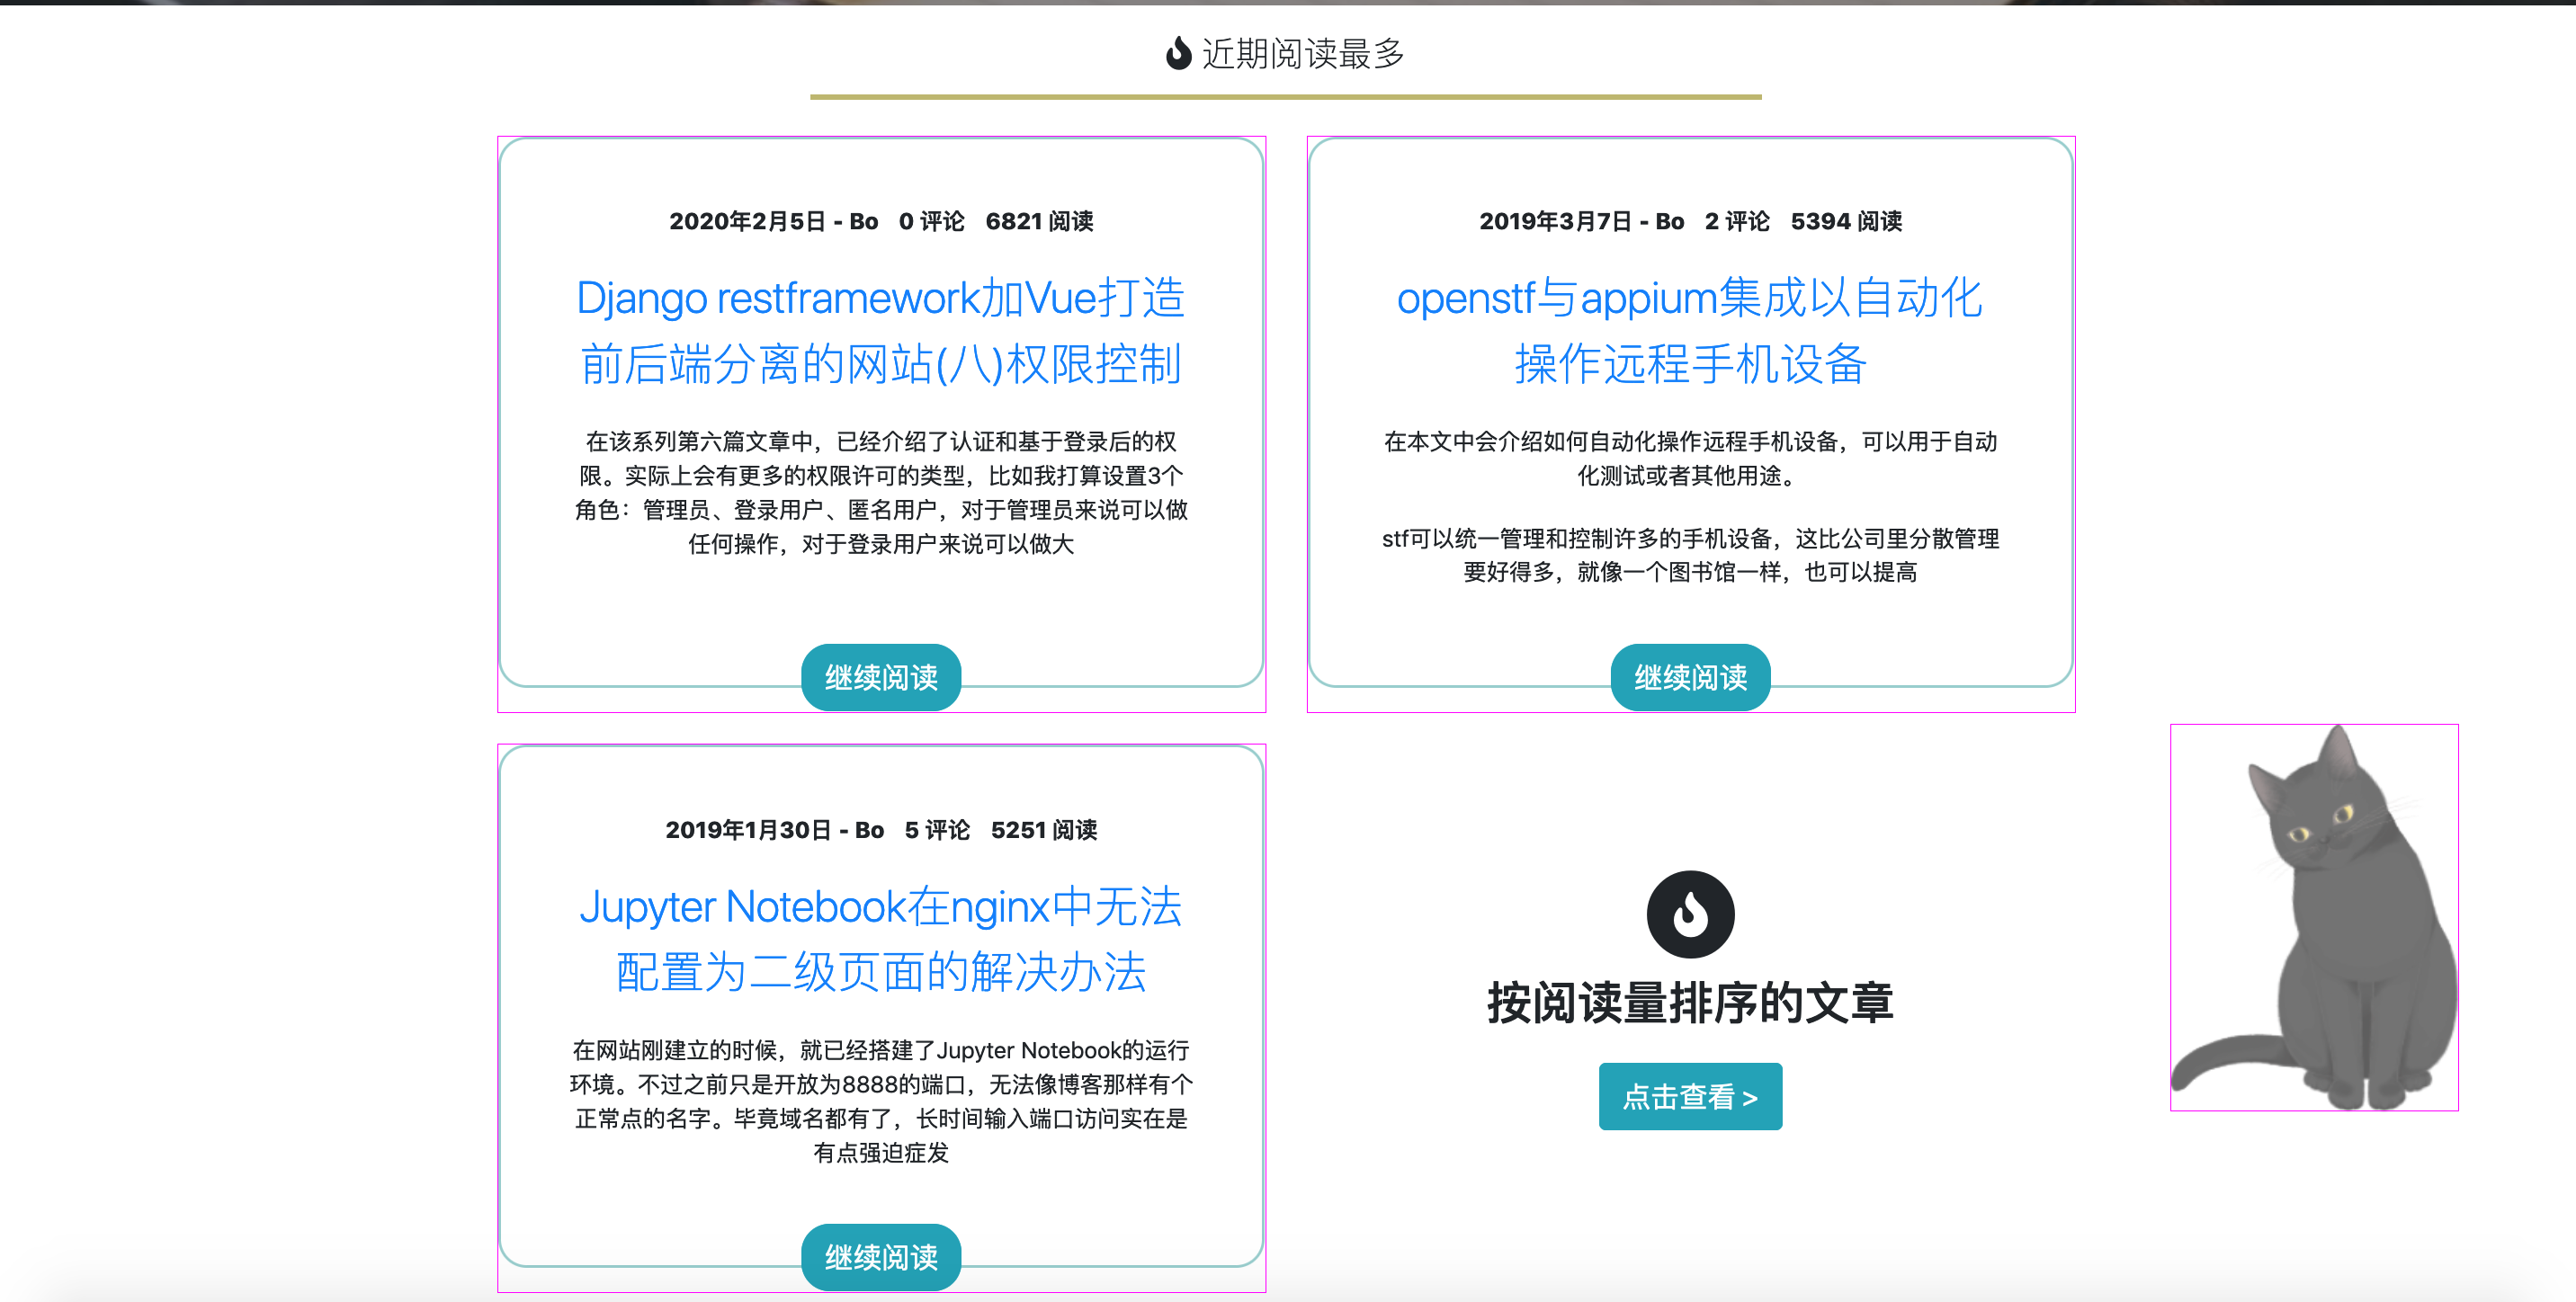 近期阅读最多
2020年2月5日 - Bo 0 评论 6821 阅读
Django restframework加Vue打造
前后端分离的网站(八)权限控制
在该系列第六篇文章中，已经介绍了认证和基于登录后的权
限。实际上会有更多的权限许可的类型，比如我打算设置3个
角色：管理员、登录用户、匿名用户，对于管理员来说可以做
任何操作，对于登录用户来说可以做大
继续阅读
2019年3月7日 - Bo 2 评论 5394 阅读
openstf与appium集成以自动化
操作远程手机设备
在本文中会介绍如何自动化操作远程手机设备，可以用于自动
化测试或者其他用途。
stf可以统一管理和控制许多的手机设备，这比公司里分散管理
要好得多，就像一个图书馆一样，也可以提高
继续阅读
2019年1月30日 - Bo 5 评论 5251 阅读
Jupyter Notebook在nginx中无法
配置为二级页面的解决办法
在网站刚建立的时候，就已经搭建了Jupyter Notebook的运行
环境。不过之前只是开放为8888的端口，无法像博客那样有个
正常点的名字。毕竟域名都有了，长时间输入端口访问实在是
有点强迫症发
继续阅读
按阅读量排序的文章
点击查看 >